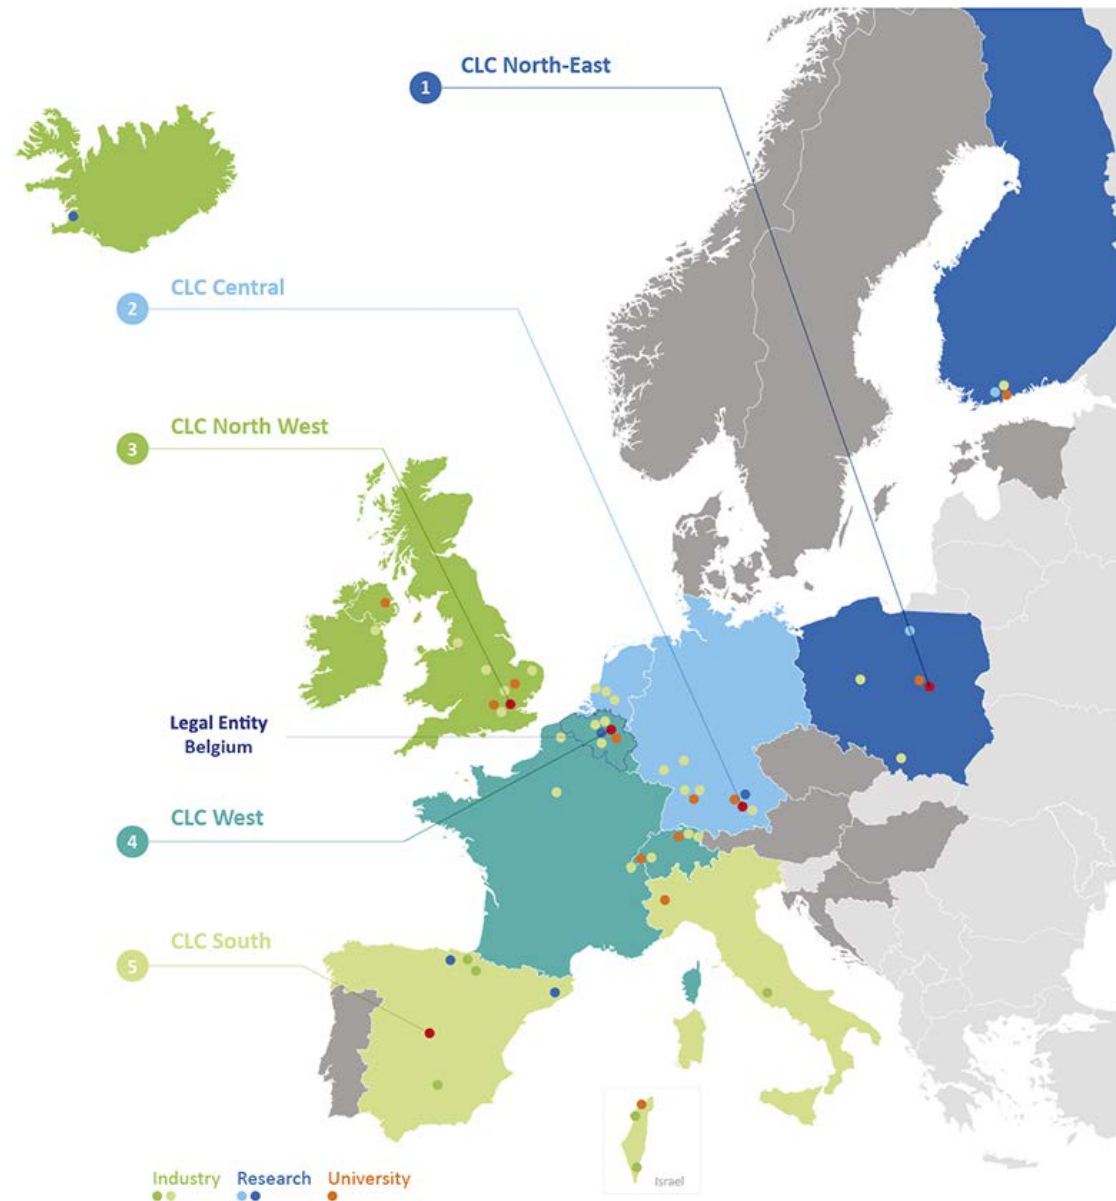 CLC North-East
1
CLC Central
2
CLC North West
3
Legal Entity
Belgium
CLC West
4
CLC South
5
Israel
Industry Research University